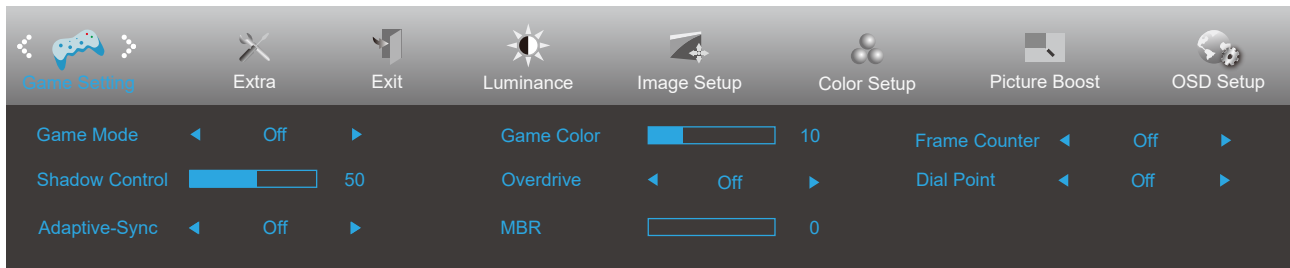 Game Setting Extra Exit Luminance Image Setup Color Setup Picture Boost OSD Setup
Game Mode Off Game Color 10 Frame Counter Off
Shadow Control 50 Overdrive Off Dial Point Off
Adaptive-Sync Off MBR 0